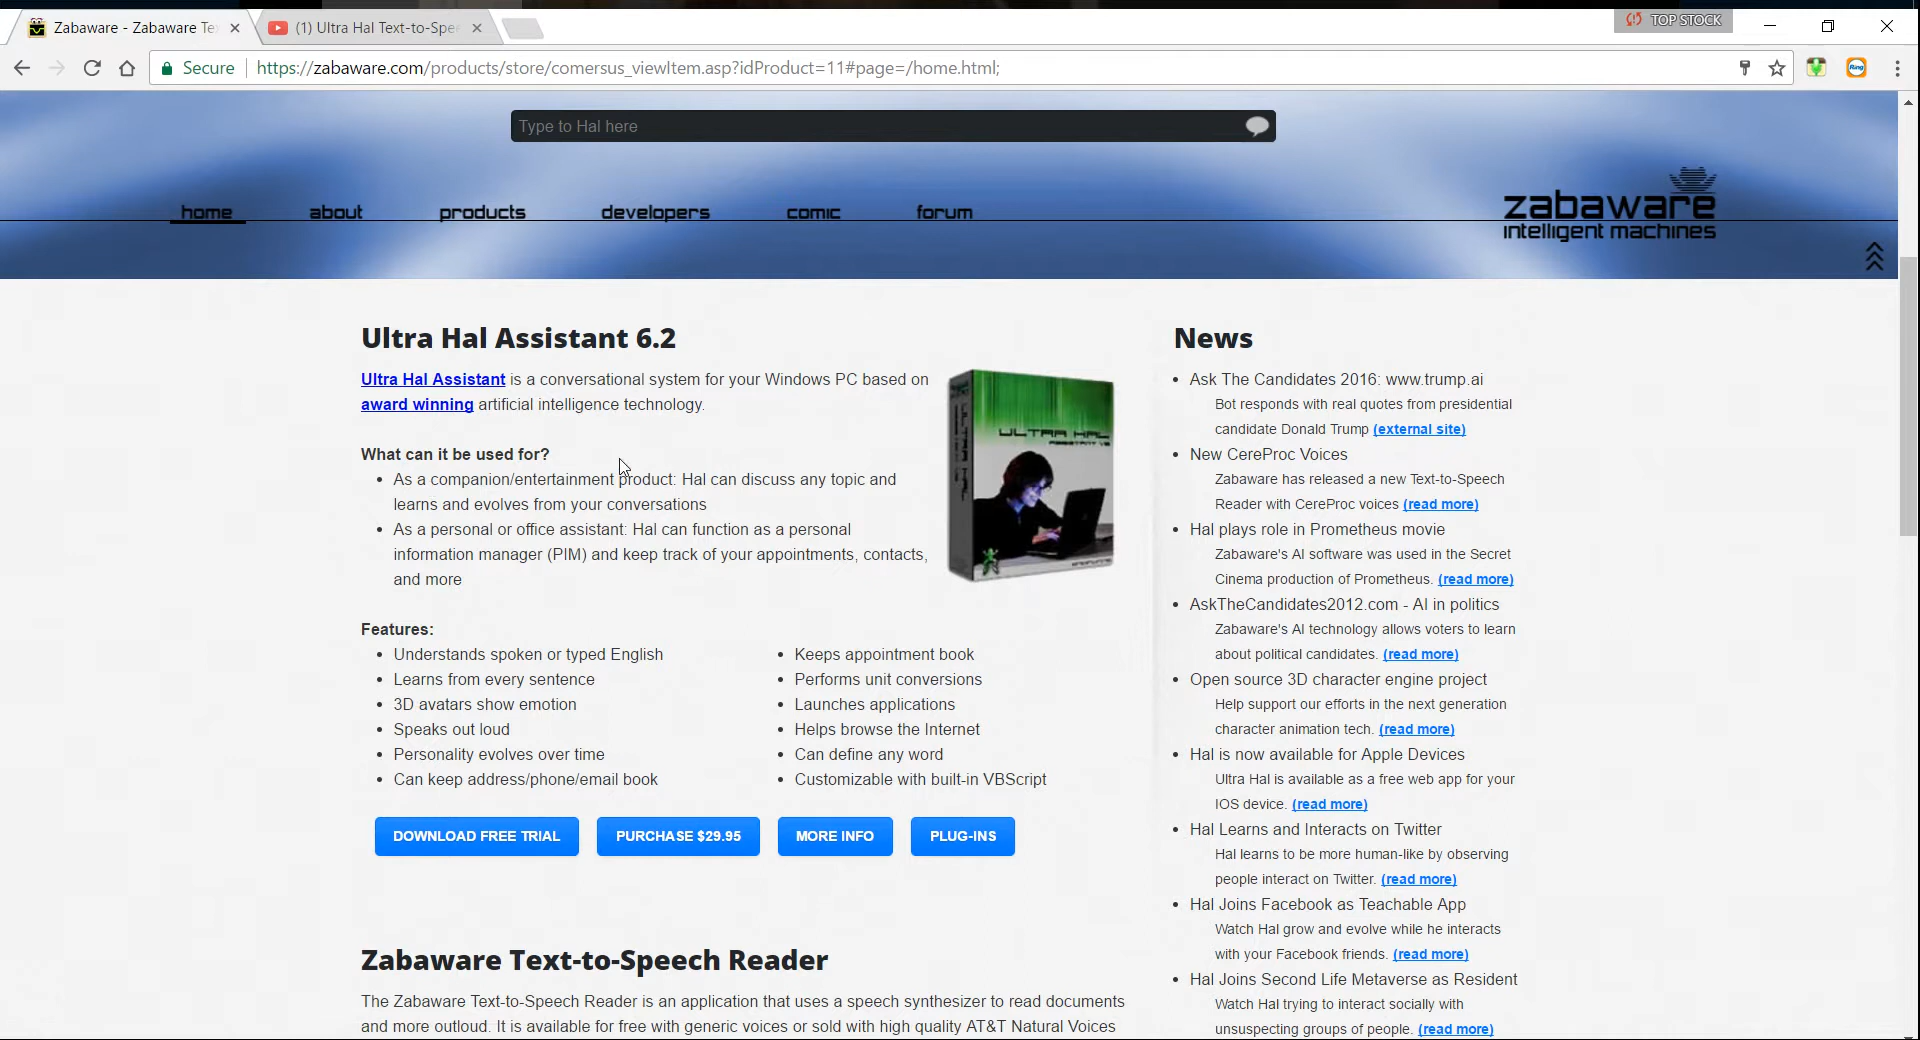 Zabaware - Zabaware Te
(1) Ultra Hal Text-to-Spe
TOP STOCK
Secure
https://zabaware.com/products/store/comersus_viewItem.asp?idProduct=11#page=/home.html;
Ring
Type to Hal here
home about products developers comic forum
zabaware
intelligent machines
Ultra Hal Assistant 6.2
Ultra Hal Assistant is a conversational system for your Windows PC based on
award winning artificial intelligence technology.
What can it be used for?
• As a companion/entertainment product: Hal can discuss any topic and
learns and evolves from your conversations
• As a personal or office assistant: Hal can function as a personal
information manager (PIM) and keep track of your appointments, contacts,
and more
ULTRA HAL
ULTRA HAL
Features:
• Understands spoken or typed English
• Learns from every sentence
• 3D avatars show emotion
• Speaks out loud
• Personality evolves over time
• Can keep address/phone/email book
• Keeps appointment book
• Performs unit conversions
• Launches applications
• Helps browse the Internet
• Can define any word
• Customizable with built-in VBScript
DOWNLOAD FREE TRIAL
PURCHASE $29.95
MORE INFO
PLUG-INS
Zabaware Text-to-Speech Reader
The Zabaware Text-to-Speech Reader is an application that uses a speech synthesizer to read documents
and more outloud. It is available for free with generic voices or sold with high quality AT&T Natural Voices
News
• Ask The Candidates 2016: www.trump.ai
Bot responds with real quotes from presidential
candidate Donald Trump (external site)
• New CereProc Voices
Zabaware has released a new Text-to-Speech
Reader with CereProc voices (read more)
• Hal plays role in Prometheus movie
Zabaware's AI software was used in the Secret
Cinema production of Prometheus. (read more)
• AskTheCandidates2012.com - AI in politics
Zabaware's AI technology allows voters to learn
about political candidates. (read more)
• Open source 3D character engine project
Help support our efforts in the next generation
character animation tech. (read more)
• Hal is now available for Apple Devices
Ultra Hal is available as a free web app for your
IOS device. (read more)
• Hal Learns and Interacts on Twitter
Hal learns to be more human-like by observing
people interact on Twitter. (read more)
• Hal Joins Facebook as Teachable App
Watch Hal grow and evolve while he interacts
with your Facebook friends. (read more)
• Hal Joins Second Life Metaverse as Resident
Watch Hal trying to interact socially with
unsuspecting groups of people. (read more)